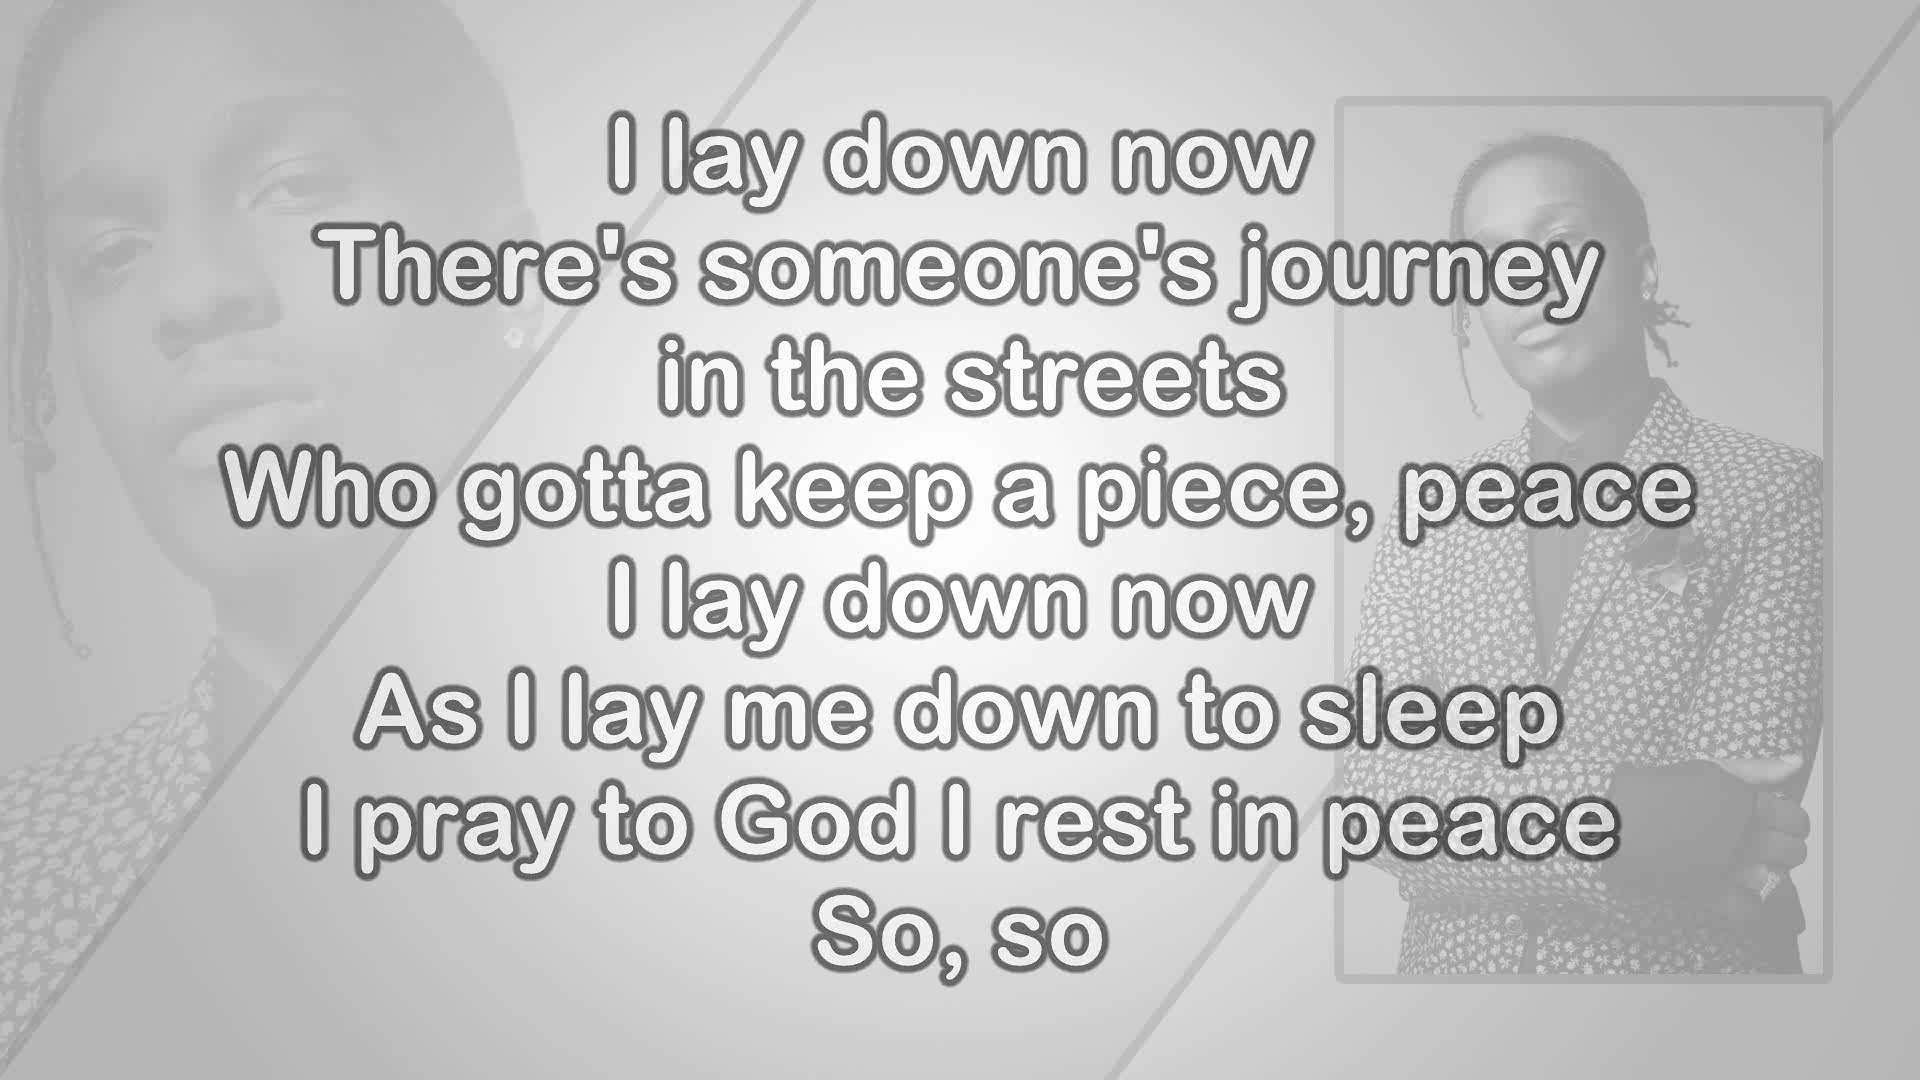 I lay down now
There's someone's journey
in the streets
Who gotta keep a piece, peace
I lay down now
As I lay me down to sleep
I pray to God I rest in peace
So, so